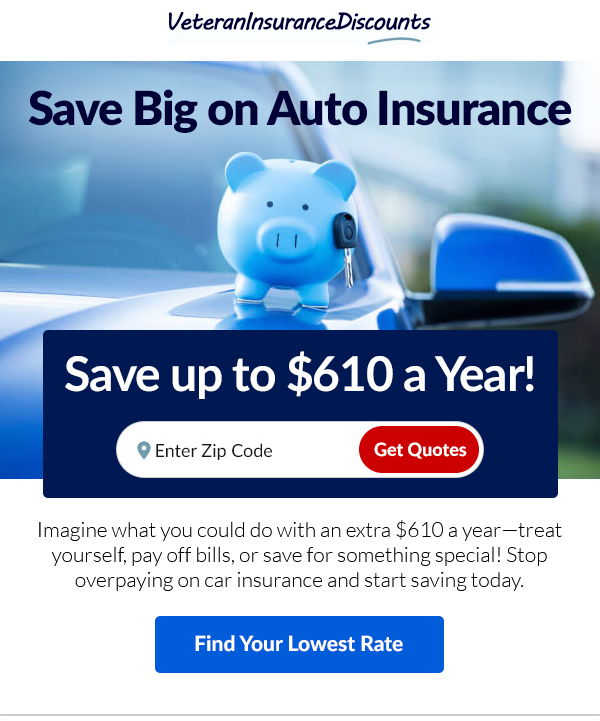 VeteranInsuranceDiscounts
Save Big on Auto Insurance
Save up to $610 a Year!
Enter Zip Code
Get Quotes
Imagine what you could do with an extra $610 a year—treat
yourself, pay off bills, or save for something special! Stop
overpaying on car insurance and start saving today.
Find Your Lowest Rate